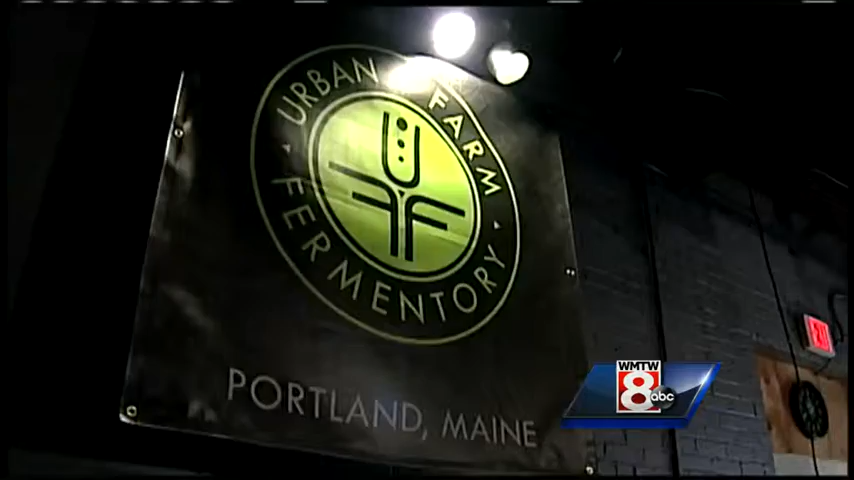 URBAN FARM
FERMENTORY
PORTLAND, MAINE
WMTW
8
abc